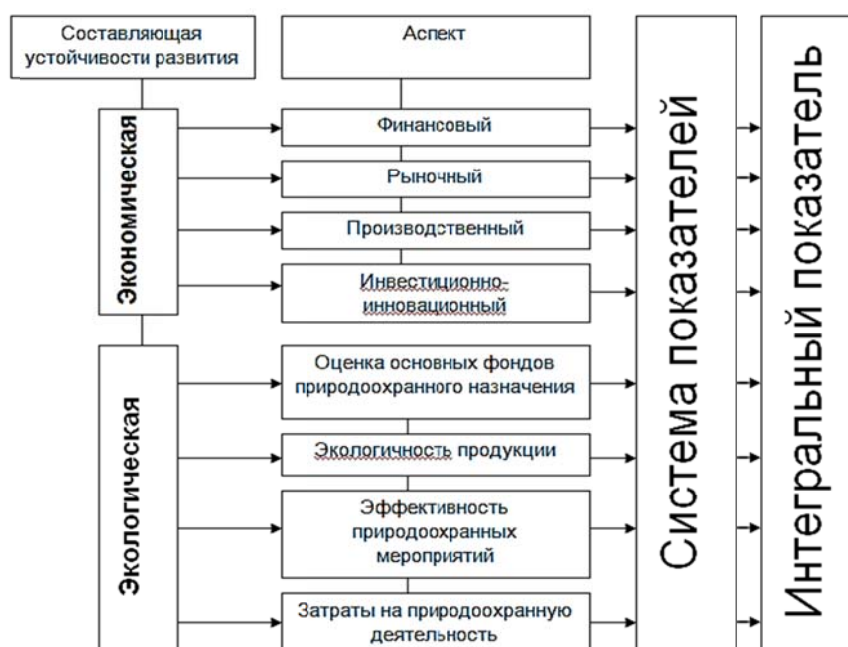 Составляющая
устойчивости развития
Аспект
Экономическая
Финансовый
Рыночный
Производственный
Инвестиционно-
инновационный
Экологическая
Оценка основных фондов
природоохранного назначения
Экологичность продукции
Эффективность
природоохранных
мероприятий
Затраты на природоохранную
деятельность
Система показателей
Интегральный показатель